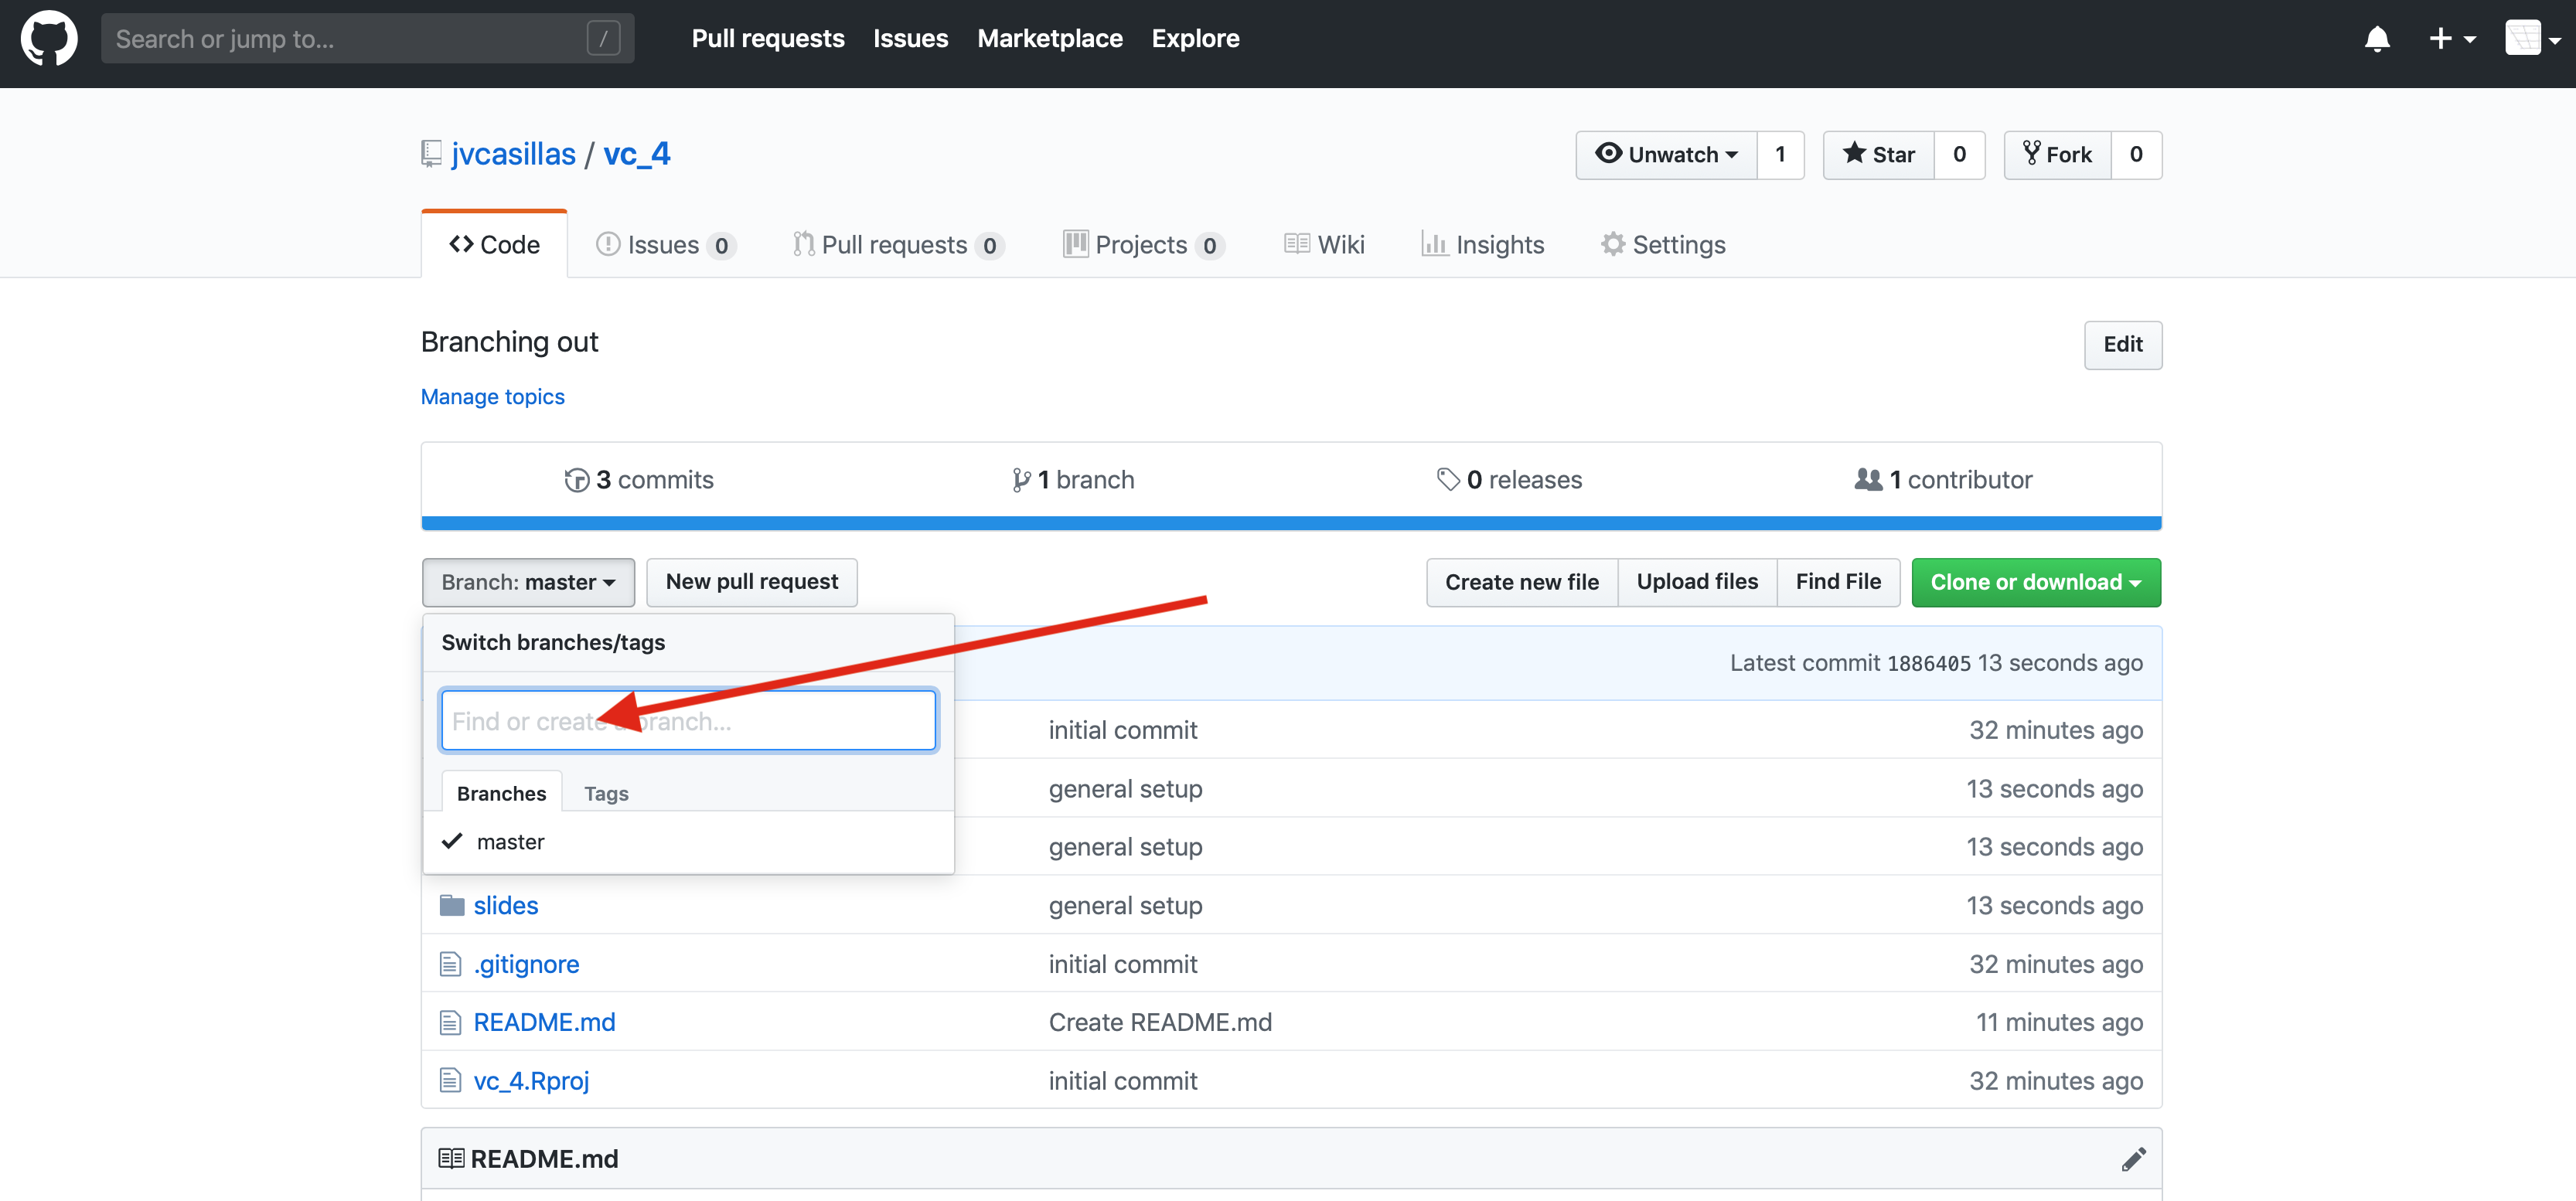 Search or jump to... /
Pull requests Issues Marketplace Explore
jvcasillas / vc_4
Unwatch 1 Star 0 Fork 0
Code Issues 0 Pull requests 0 Projects 0 Wiki Insights Settings
Branching out
Edit
Manage topics
3 commits 1 branch 0 releases 1 contributor
Branch: master New pull request Create new file Upload files Find File Clone or download
Switch branches/tags
Latest commit 1886405 13 seconds ago
Find or create a branch...
initial commit 32 minutes ago
Branches Tags
general setup 13 seconds ago
master
general setup 13 seconds ago
slides general setup 13 seconds ago
.gitignore initial commit 32 minutes ago
README.md Create README.md 11 minutes ago
vc_4.Rproj initial commit 32 minutes ago
README.md